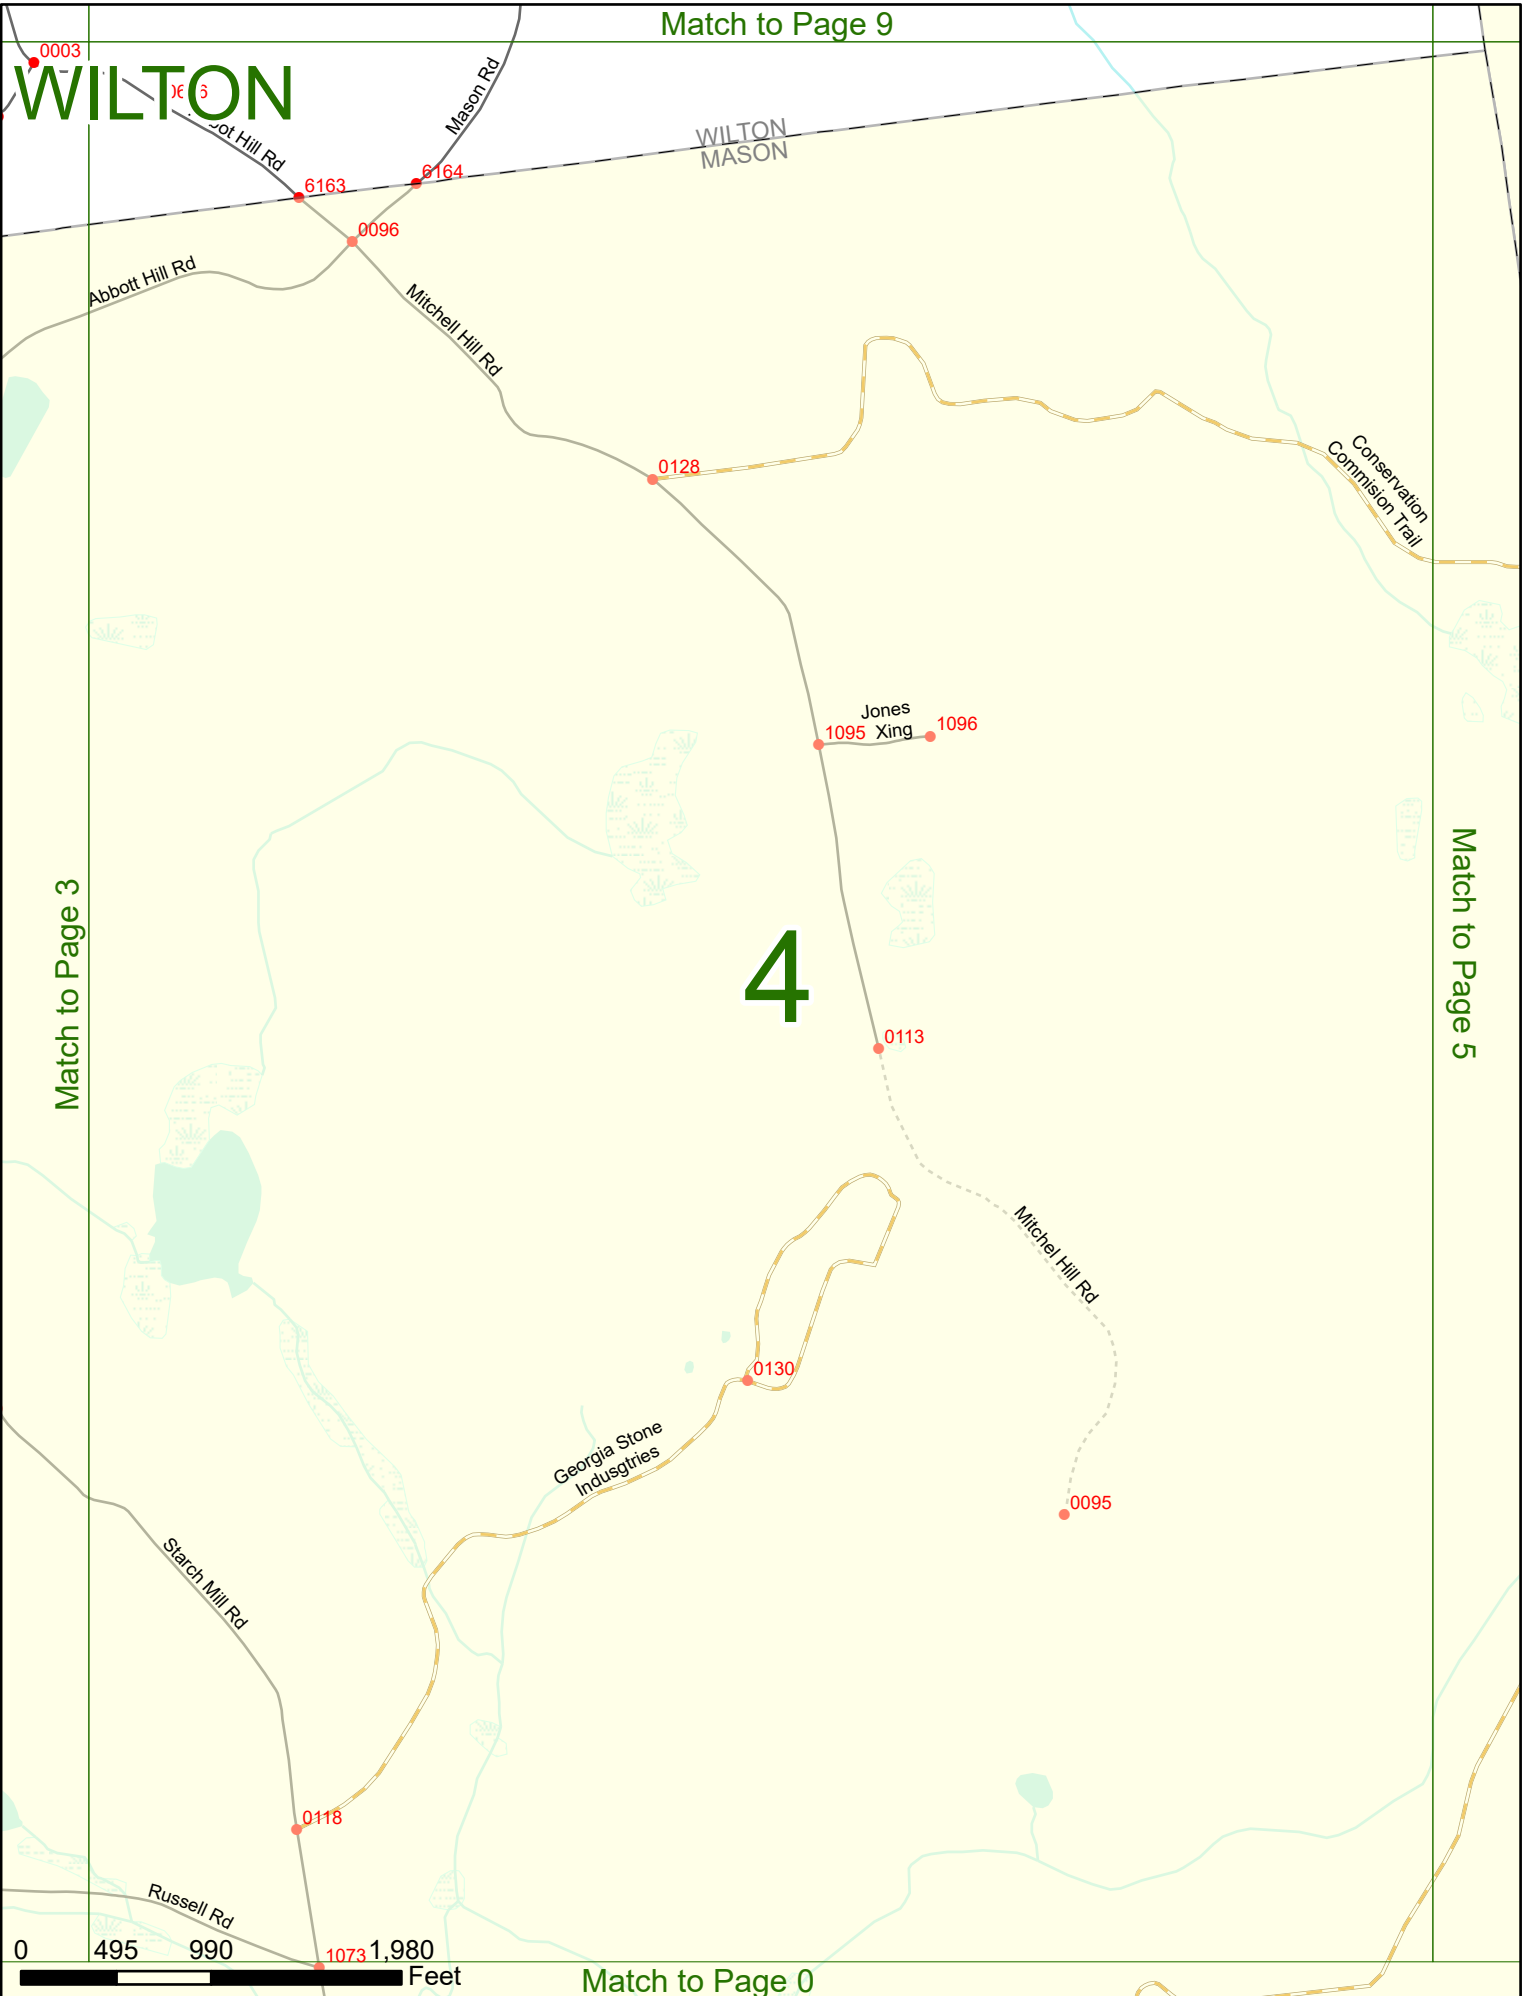 Match to Page 9
0003
WILTON
Hill Rd
Mason Rd
WILTON
MASON
6163
6164
0096
Abbott Hill Rd
Mitchell Hill Rd
0128
Conservation
Commision Trail
Jones
Xing
1095
1096
Match to Page 3
4
Match to Page 5
0113
Mitchel Hill Rd
0130
Georgia Stone
Indusgtries
0095
Starch Mill Rd
0118
Russell Rd
1073
0 495 990 1,980
Feet
Match to Page 0